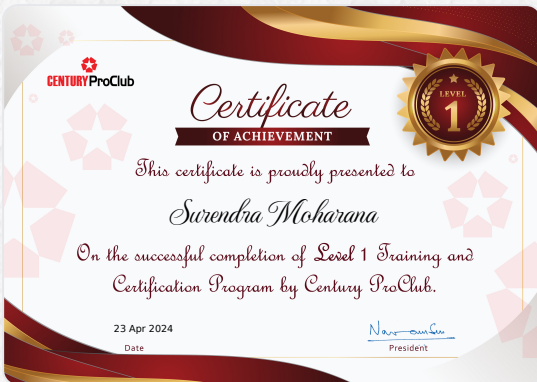 CENTURY ProClub
Certificate
OF ACHIEVEMENT
LEVEL
1
This certificate is proudly presented to
Surendra Moharana
On the successful completion of Level 1 Training and
Certification Program by Century ProClub.
23 Apr 2024
Date
President